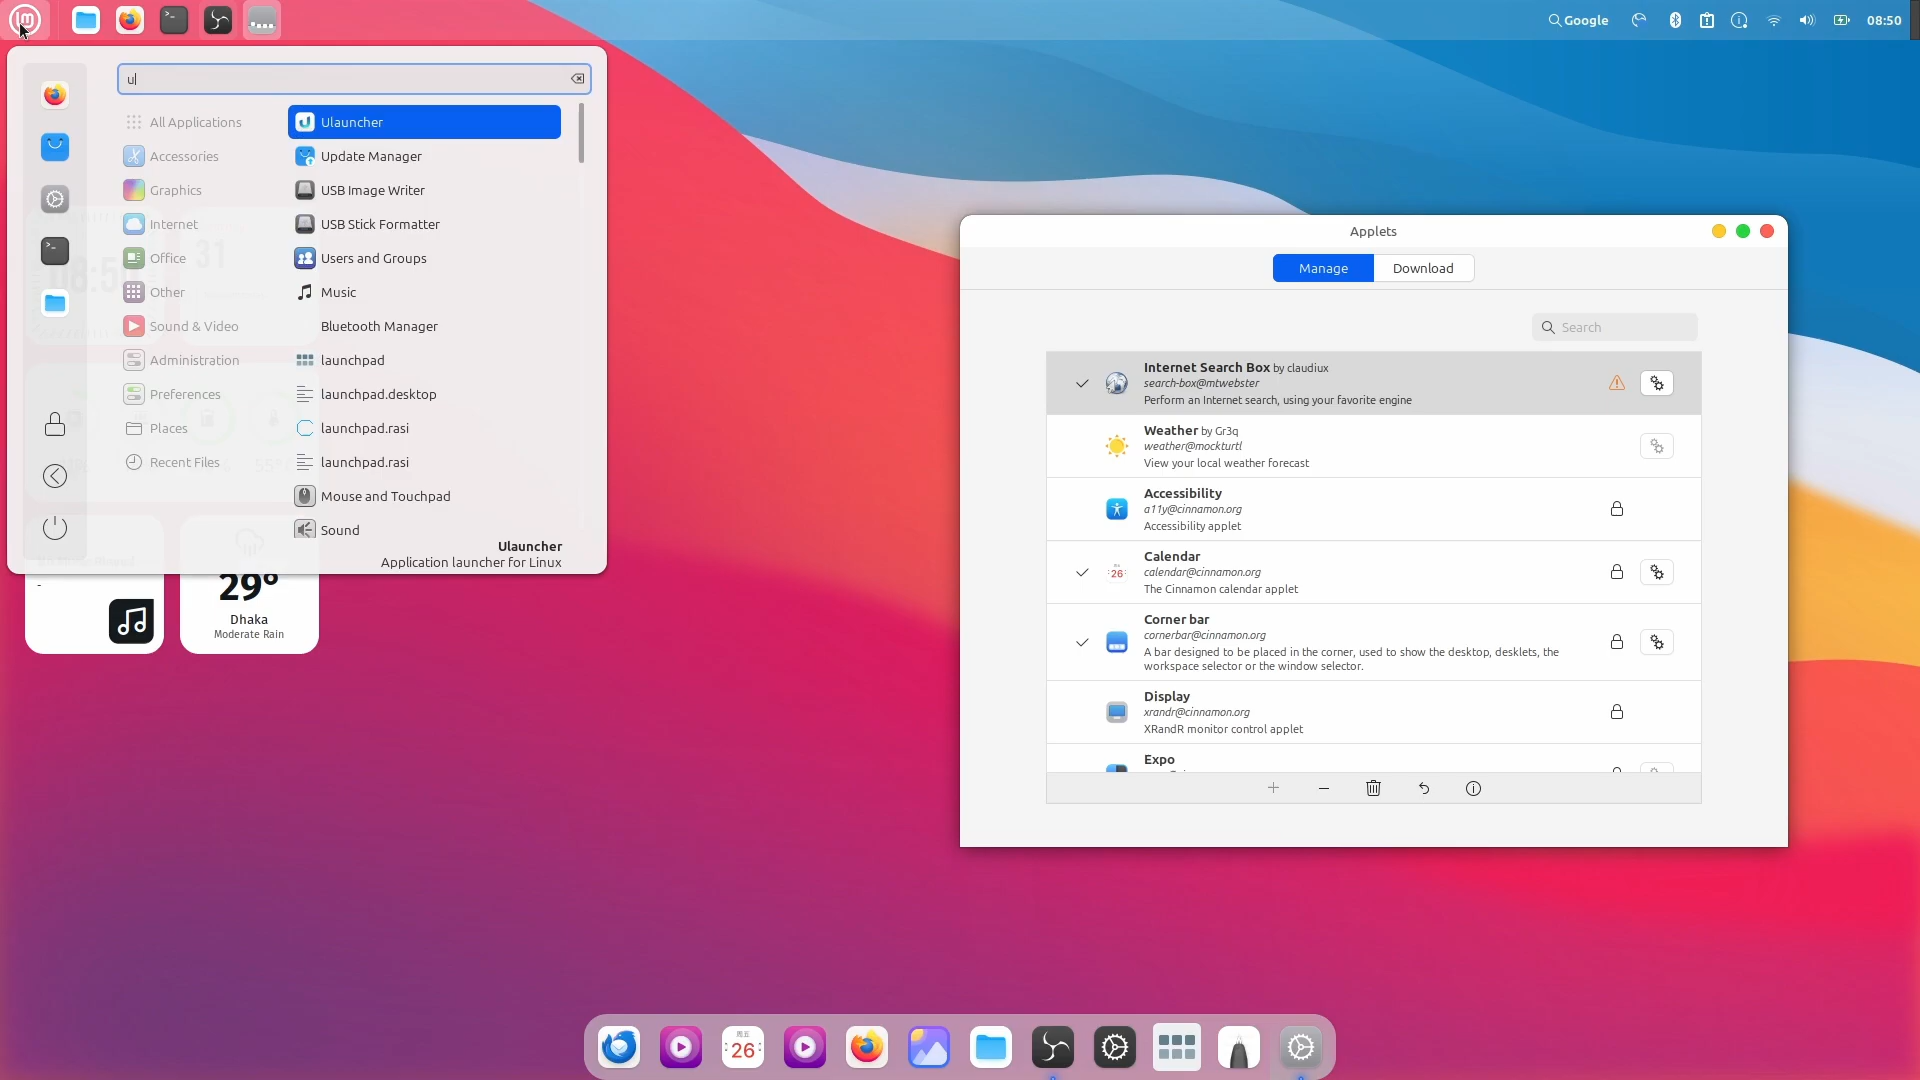 Google
08:50
u
All Applications
Accessories
Graphics
Internet
Office
Other
Sound & Video
Administration
Preferences
Places
Recent Files
Ulauncher
Update Manager
USB Image Writer
USB Stick Formatter
Users and Groups
Music
Bluetooth Manager
launchpad
launchpad.desktop
launchpad.rasi
launchpad.rasi
Mouse and Touchpad
Sound
Ulauncher
Application launcher for Linux
31
-
29°
Dhaka
Moderate Rain
Applets
Manage
Download
Search
Internet Search Box by claudiux
search-box@mtwebster
Perform an Internet search, using your favorite engine
Weather by Gr3q
weather@mockturtl
View your local weather forecast
Accessibility
a11y@cinnamon.org
Accessibility applet
26
Calendar
calendar@cinnamon.org
The Cinnamon calendar applet
Corner bar
cornerbar@cinnamon.org
A bar designed to be placed in the corner, used to show the desktop, desklets, the
workspace selector or the window selector.
Display
xrandr@cinnamon.org
XRandR monitor control applet
Expo
周五
26